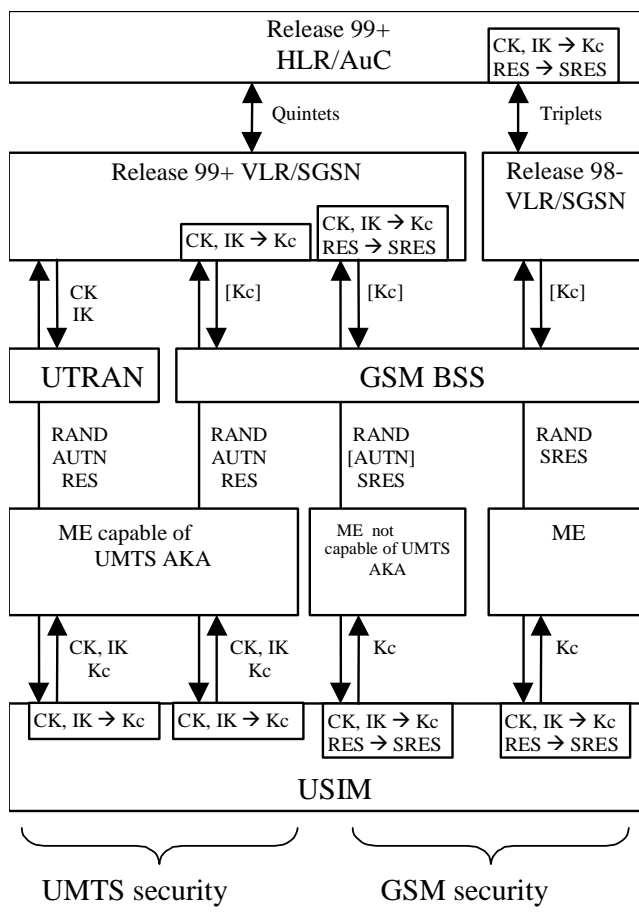 Release 99+
HLR/AuC
CK, IK → Kc
RES → SRES
Quintets
Triplets
Release 99+ VLR/SGSN
CK, IK → Kc
CK, IK → Kc
RES → SRES
Release 98-
VLR/SGSN
CK
IK
[Kc]
[Kc]
[Kc]
UTRAN
GSM BSS
RAND
AUTN
RES
RAND
AUTN
RES
RAND
[AUTN]
SRES
RAND
SRES
ME capable of
UMTS AKA
ME not
capable of UMTS
AKA
ME
CK, IK
Kc
CK, IK
Kc
Kc
Kc
CK, IK → Kc
CK, IK → Kc
CK, IK → Kc
RES → SRES
CK, IK → Kc
RES → SRES
USIM
UMTS security
GSM security